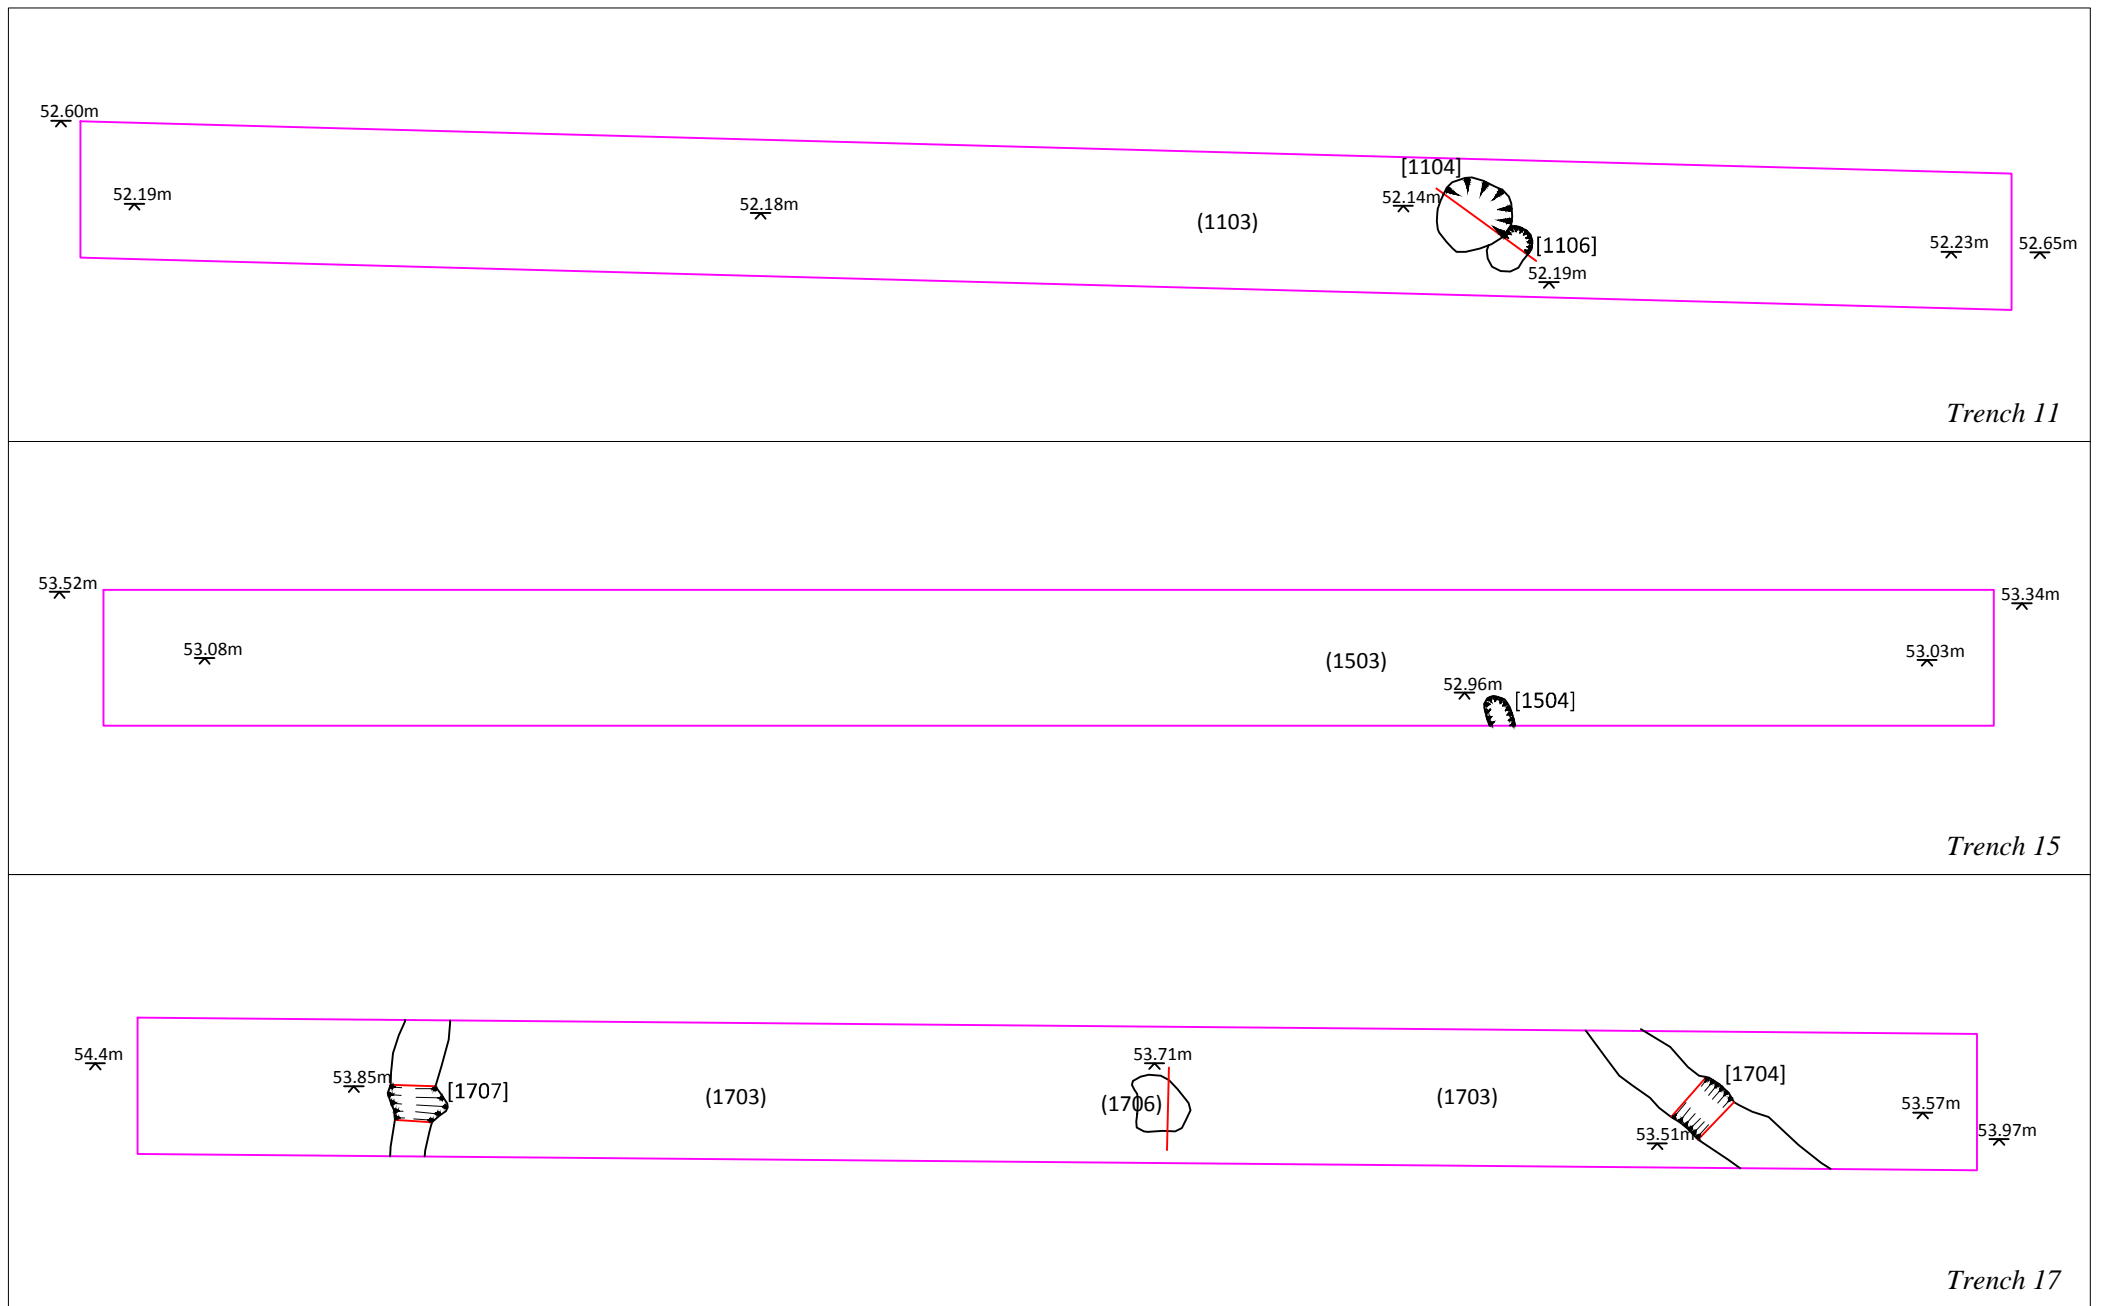 52.60m
[1104]
52.19m
52.18m
52.14m
(1103)
[1106]
52.23m
52.65m
52.19m
Trench 11
53.52m
53.34m
53.08m
(1503)
53.03m
52.96m
[1504]
Trench 15
54.4m
53.71m
53.85m
[1707]
(1703)
(1706)
(1703)
[1704]
53.57m
53.51m
53.97m
Trench 17